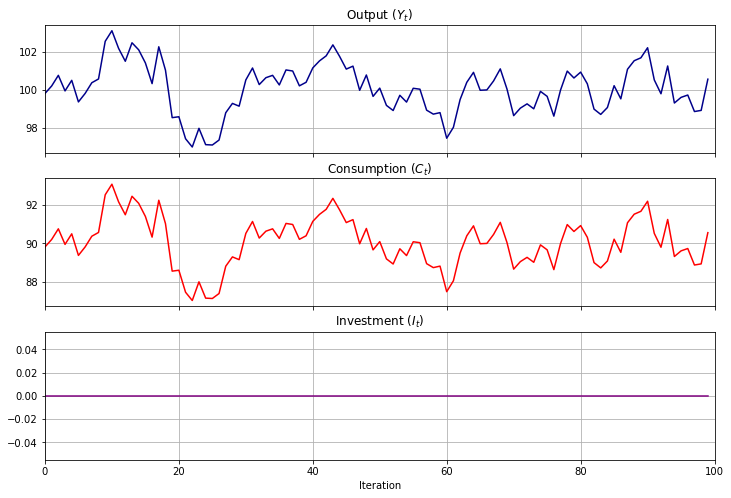 Output (Y_t)
102
100
98
Consumption (C_t)
92
90
88
Investment (I_t)
0.04
0.02
0.00
−0.02
−0.04
0 20 40 60 80 100
Iteration